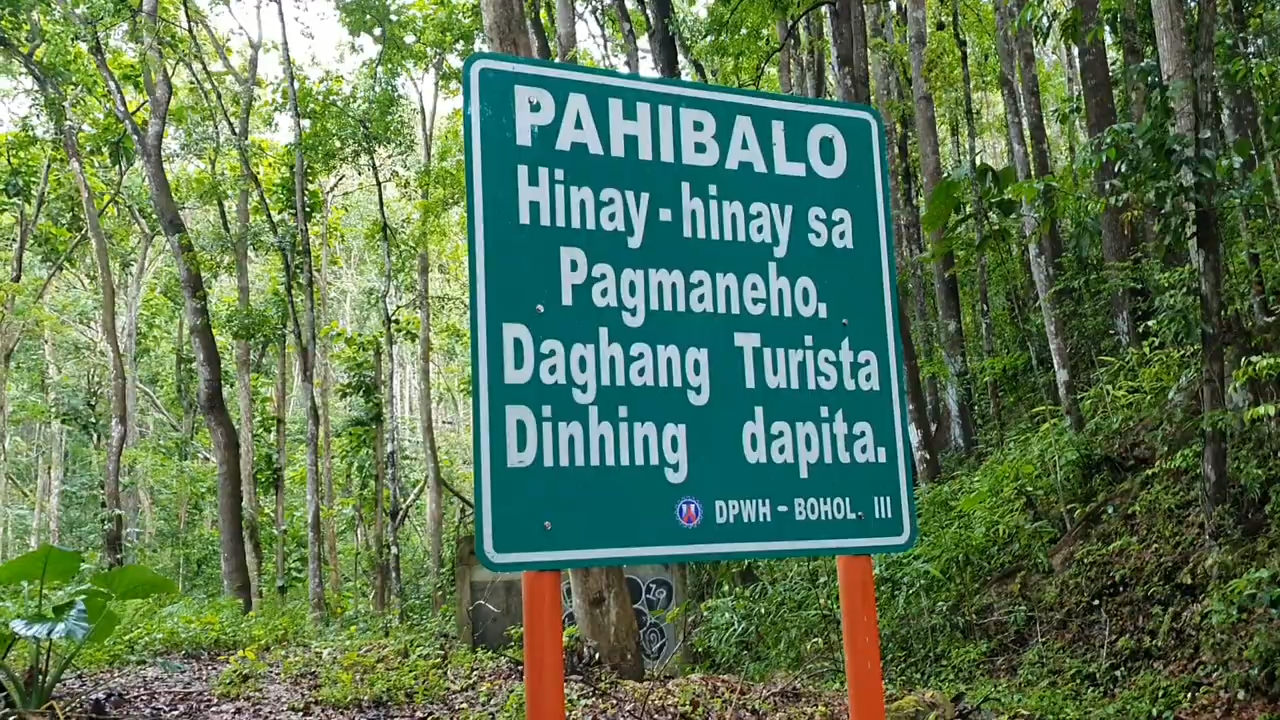 PAHIBALO
Hinay-hinay sa
Pagmaneho.
Daghang Turista
Dinhing dapita.
DPWH - BOHOL. III